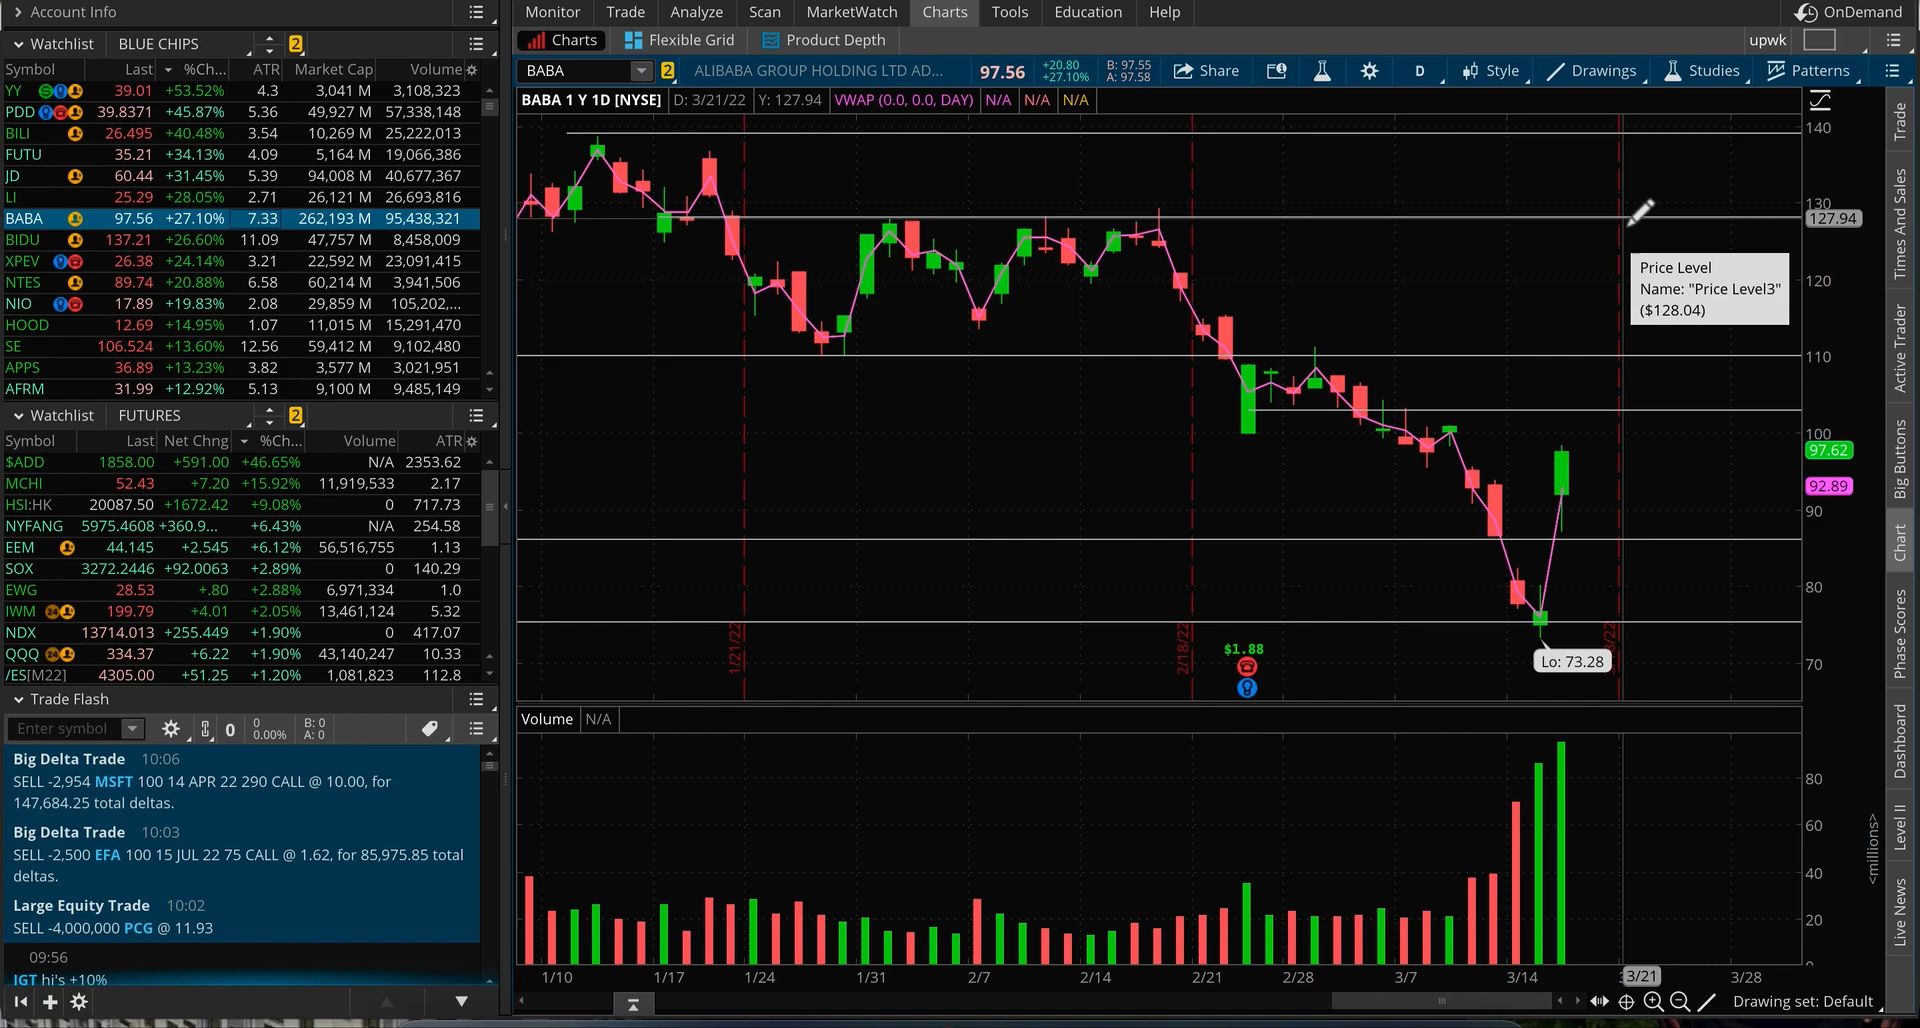 Account Info
Monitor Trade Analyze Scan MarketWatch Charts Tools Education Help OnDemand
Charts Flexible Grid Product Depth upwk
Watchlist BLUE CHIPS 2
Symbol Last %Ch... ATR Market Cap Volume
YY 39.01 +53.52% 4.3 3,041 M 3,108,323
PDD 39.8371 +45.87% 5.36 49,927 M 57,338,148
BILI 26.495 +40.48% 3.54 10,269 M 25,222,013
FUTU 35.21 +34.13% 4.09 5,164 M 19,066,386
JD 60.44 +31.45% 5.39 94,008 M 40,677,367
LI 25.29 +28.05% 2.71 26,121 M 26,693,816
BABA 97.56 +27.10% 7.33 262,193 M 95,438,321
BIDU 137.21 +26.60% 11.09 47,757 M 8,458,009
XPEV 26.38 +24.14% 3.21 22,592 M 23,091,415
NTES 89.74 +20.88% 6.58 60,214 M 3,941,506
NIO 17.89 +19.83% 2.08 29,859 M 105,202,...
HOOD 12.69 +14.95% 1.07 11,015 M 15,291,470
SE 106.524 +13.60% 12.56 59,412 M 9,102,480
APPS 36.89 +13.23% 3.82 3,577 M 3,021,951
AFRM 31.99 +12.92% 5.13 9,100 M 9,485,149
Watchlist FUTURES 2
Symbol Last Net Chng %Ch... Volume ATR
$ADD 1858.00 +591.00 +46.65% N/A 2353.62
MCHI 52.43 +7.20 +15.92% 11,919,533 2.17
HSI:HK 20087.50 +1672.42 +9.08% 0 717.73
NYFANG 5975.4608 +360.9... +6.43% N/A 254.58
EEM 44.145 +2.545 +6.12% 56,516,755 1.13
SOX 3272.2446 +92.0063 +2.89% 0 140.29
EWG 28.53 +.80 +2.88% 6,971,334 1.0
IWM 24 199.79 +4.01 +2.05% 13,461,124 5.32
NDX 13714.013 +255.449 +1.90% 0 417.07
QQQ 24 334.37 +6.22 +1.90% 43,140,247 10.33
/ES[M22] 4305.00 +51.25 +1.20% 1,081,823 112.8
Trade Flash
Enter symbol 0 0 B: 0
0.00% A: 0
Big Delta Trade 10:06
SELL -2,954 MSFT 100 14 APR 22 290 CALL @ 10.00, for
147,684.25 total deltas.
Big Delta Trade 10:03
SELL -2,500 EFA 100 15 JUL 22 75 CALL @ 1.62, for 85,975.85 total
deltas.
Large Equity Trade 10:02
SELL -4,000,000 PCG @ 11.93
09:56
IGT hi's +10%
BABA 2 ALIBABA GROUP HOLDING LTD AD... 97.56 +20.80 B: 97.55 Share D Style Drawings Studies Patterns
+27.10% A: 97.58
BABA 1 Y 1D [NYSE] D: 3/21/22 Y: 127.94 VWAP (0.0, 0.0, DAY) N/A N/A N/A
140
130
127.94
120
110
100
97.62
92.89
90
80
70
Price Level
Name: "Price Level3"
($128.04)
1/21/22
2/18/22
$1.88
Lo: 73.28
Volume N/A
80
60
40
20
0
<millions>
1/10 1/17 1/24 1/31 2/7 2/14 2/21 2/28 3/7 3/14 3/21 3/28
Drawing set: Default
Trade
Times And Sales
Active Trader
Big Buttons
Chart
Phase Scores
Dashboard
Level II
Live News